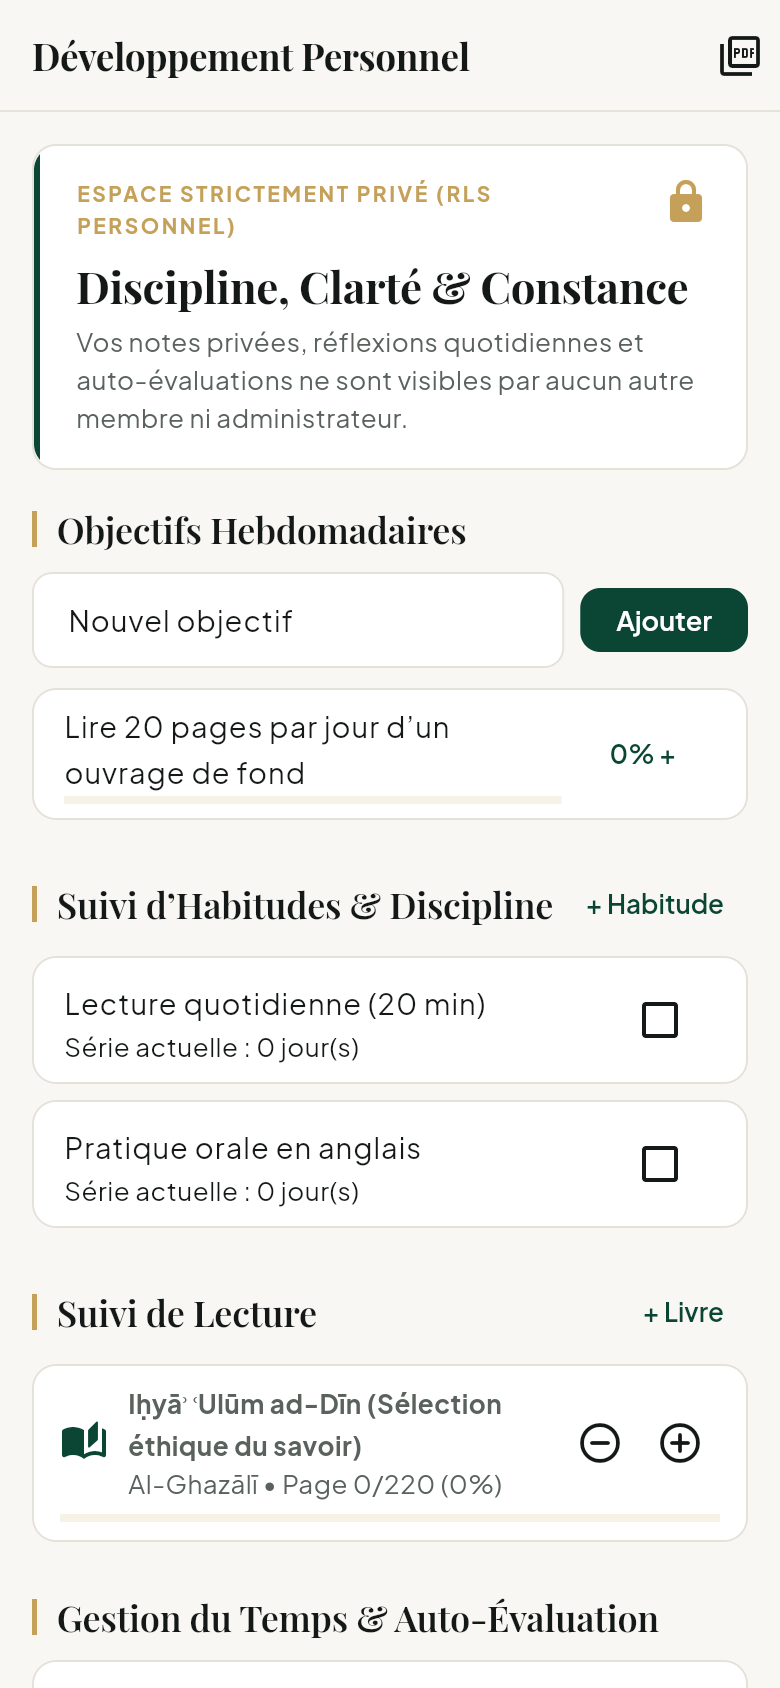 Développement Personnel
PDF
ESPACE STRICTEMENT PRIVÉ (RLS
PERSONNEL)
Discipline, Clarté & Constance
Vos notes privées, réflexions quotidiennes et
auto-évaluations ne sont visibles par aucun autre
membre ni administrateur.
Objectifs Hebdomadaires
Nouvel objectif
Ajouter
Lire 20 pages par jour d’un
ouvrage de fond
0% +
Suivi d’Habitudes & Discipline
+ Habitude
Lecture quotidienne (20 min)
Série actuelle : 0 jour(s)
Pratique orale en anglais
Série actuelle : 0 jour(s)
Suivi de Lecture
+ Livre
Iḥyāʾ ʿUlūm ad-Dīn (Sélection
éthique du savoir)
Al-Ghazālī • Page 0/220 (0%)
Gestion du Temps & Auto-Évaluation